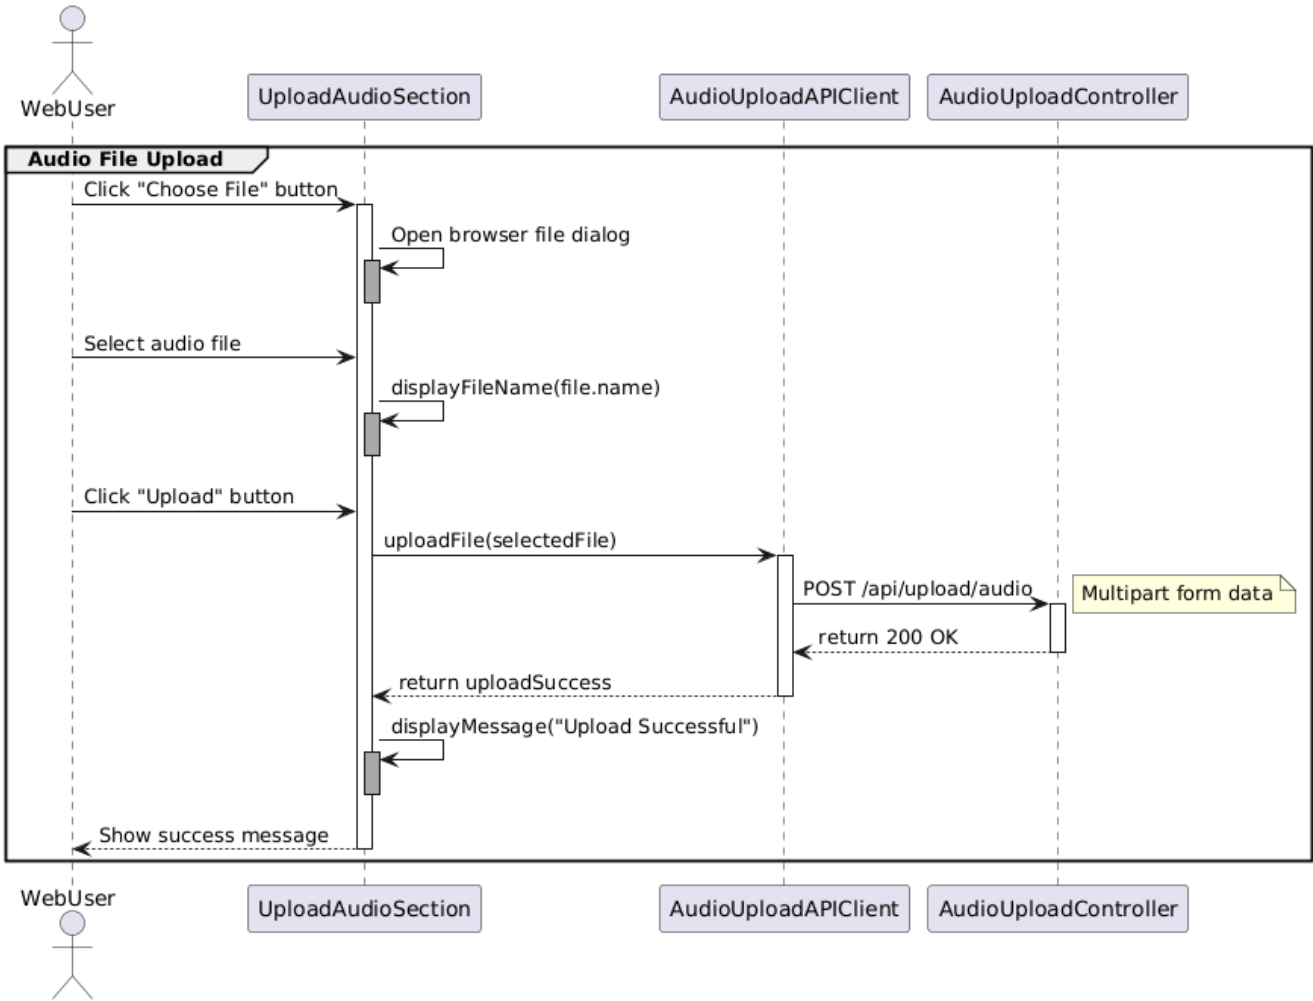 WebUser
UploadAudioSection
AudioUploadAPIClient
AudioUploadController
Audio File Upload
Click "Choose File" button
Open browser file dialog
Select audio file
displayFileName(file.name)
Click "Upload" button
uploadFile(selectedFile)
POST /api/upload/audio
Multipart form data
return 200 OK
return uploadSuccess
displayMessage("Upload Successful")
Show success message
WebUser
UploadAudioSection
AudioUploadAPIClient
AudioUploadController